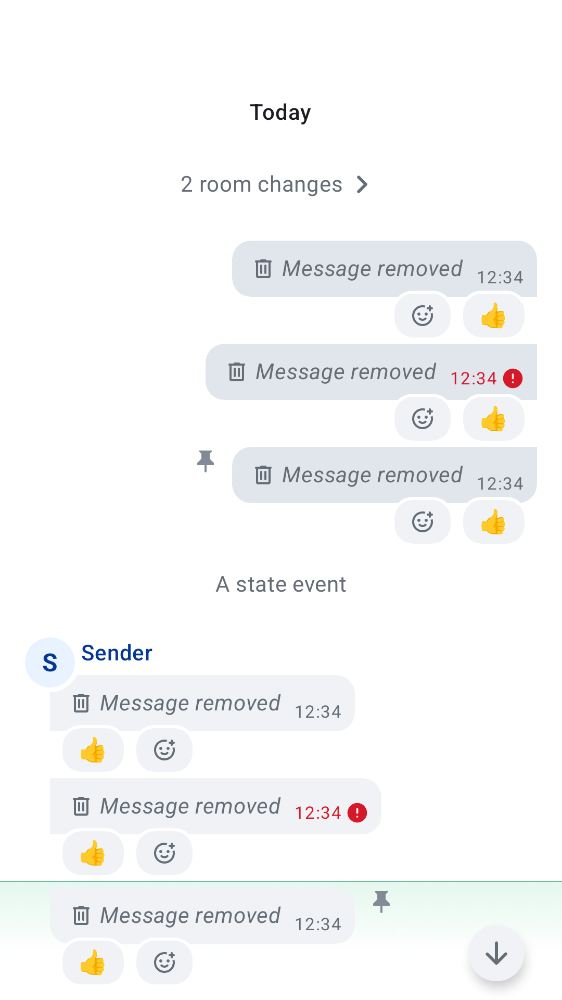 Today
2 room changes
Message removed 12:34
👍
Message removed 12:34
👍
Message removed 12:34
👍
A state event
S Sender
Message removed 12:34
👍
Message removed 12:34
👍
Message removed 12:34
👍